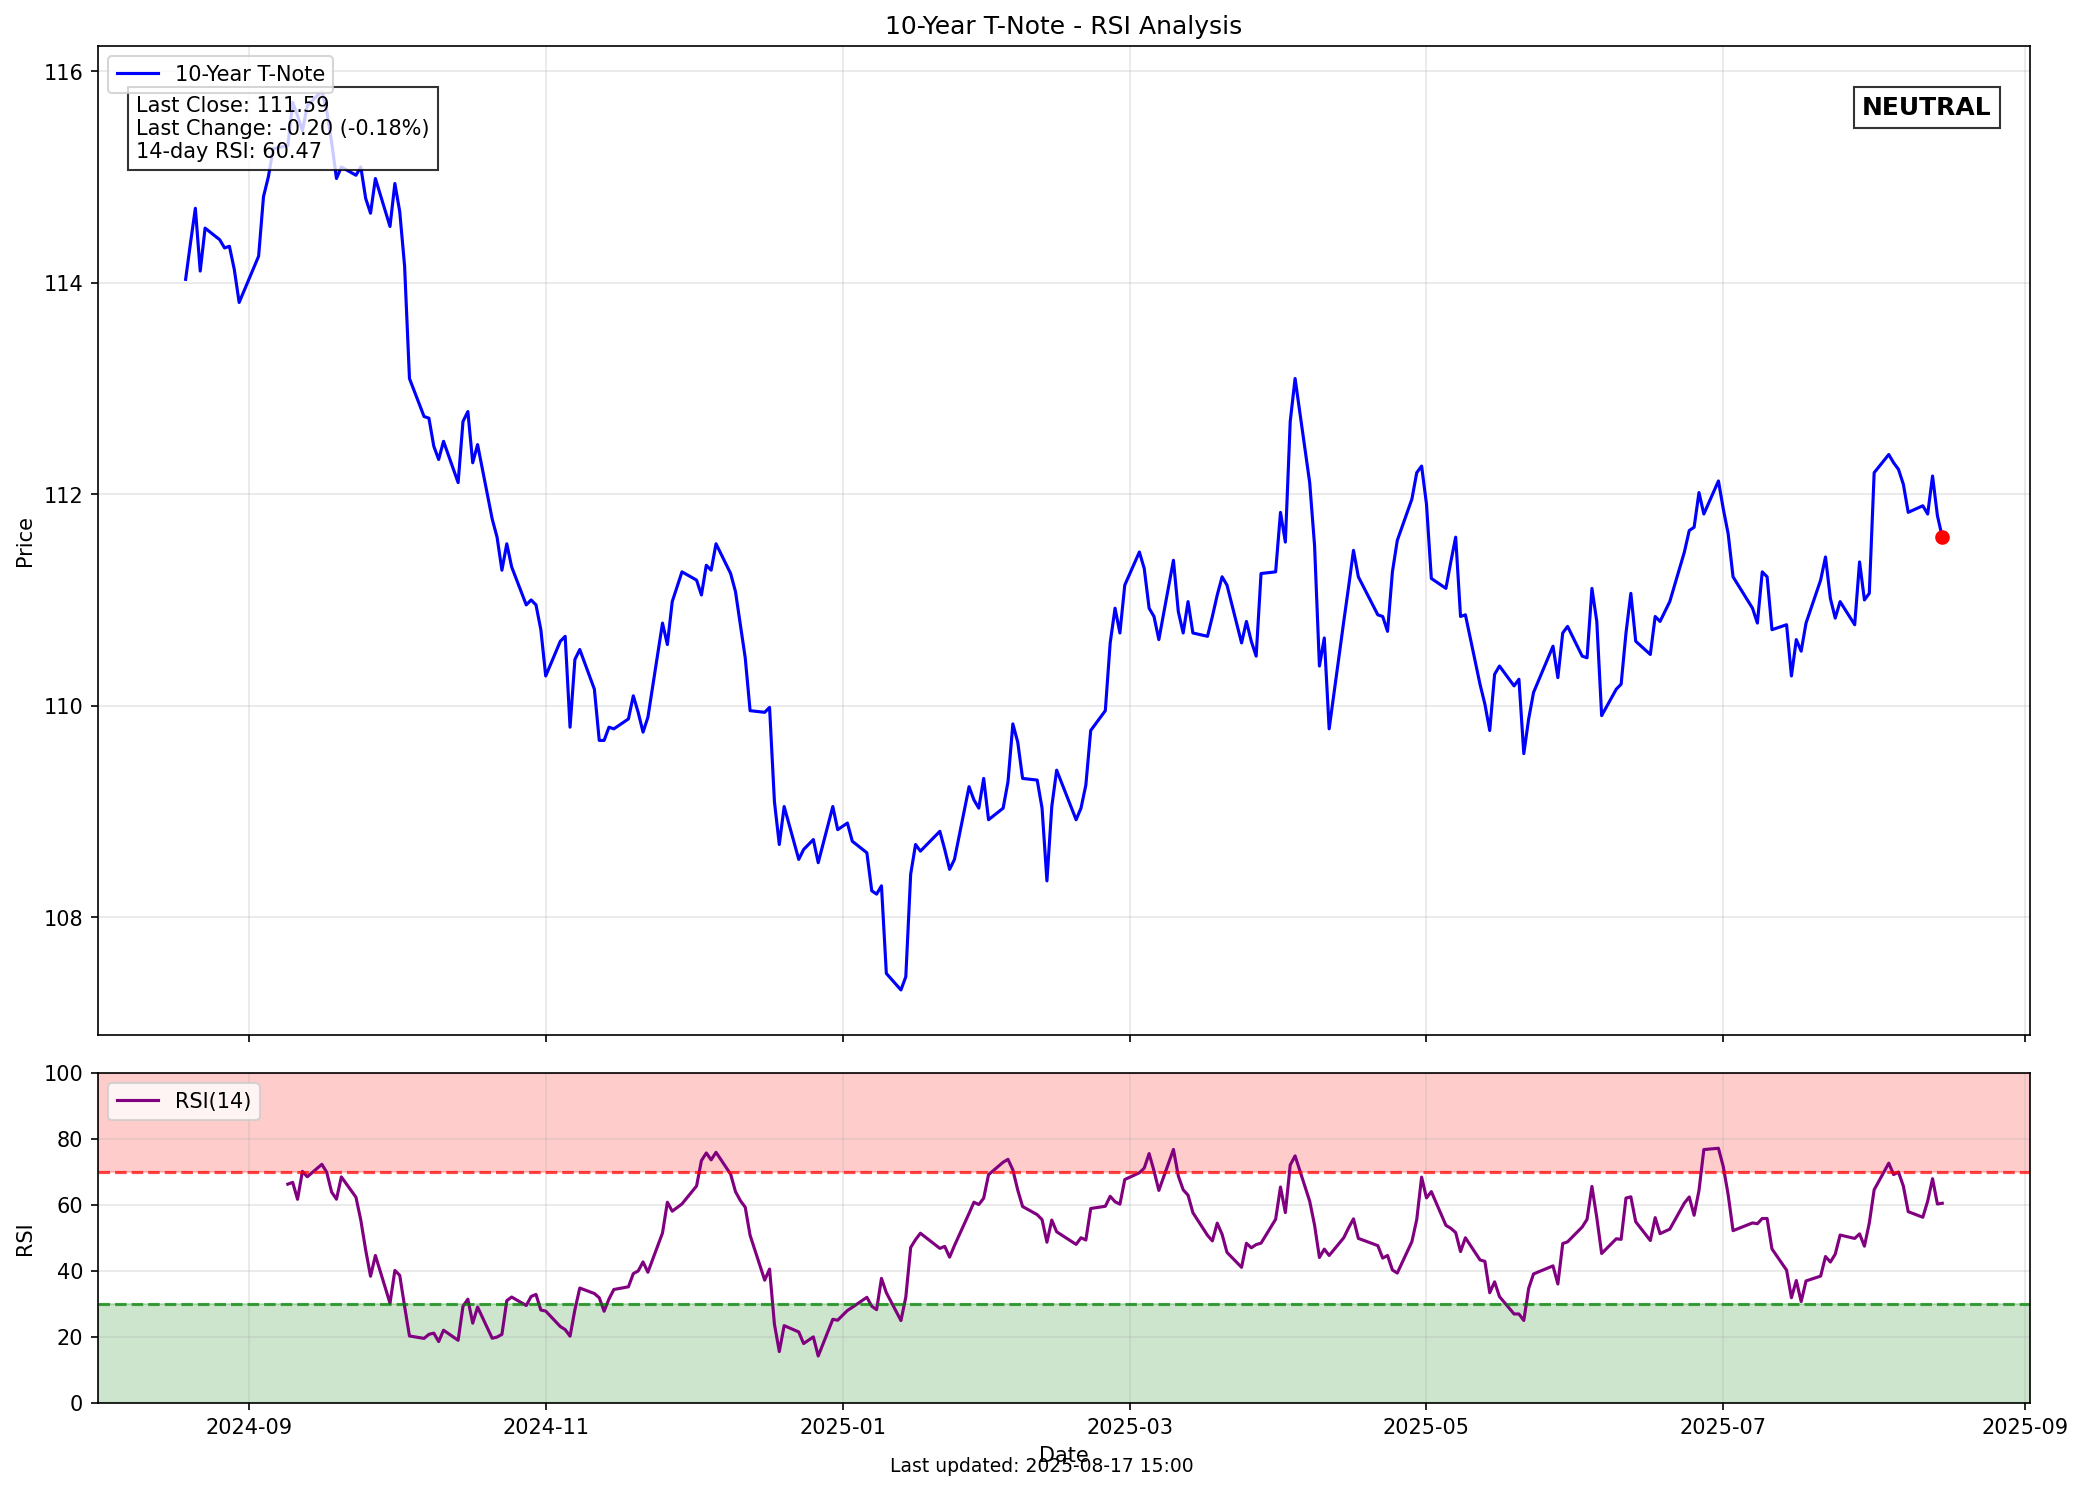 10-Year T-Note - RSI Analysis
10-Year T-Note
Last Close: 111.59
Last Change: -0.20 (-0.18%)
14-day RSI: 60.47
NEUTRAL
116
114
112
110
108
Price
RSI(14)
100
80
60
40
20
0
RSI
2024-09
2024-11
2025-01
2025-03
2025-05
2025-07
2025-09
Date
Last updated: 2025-08-17 15:00